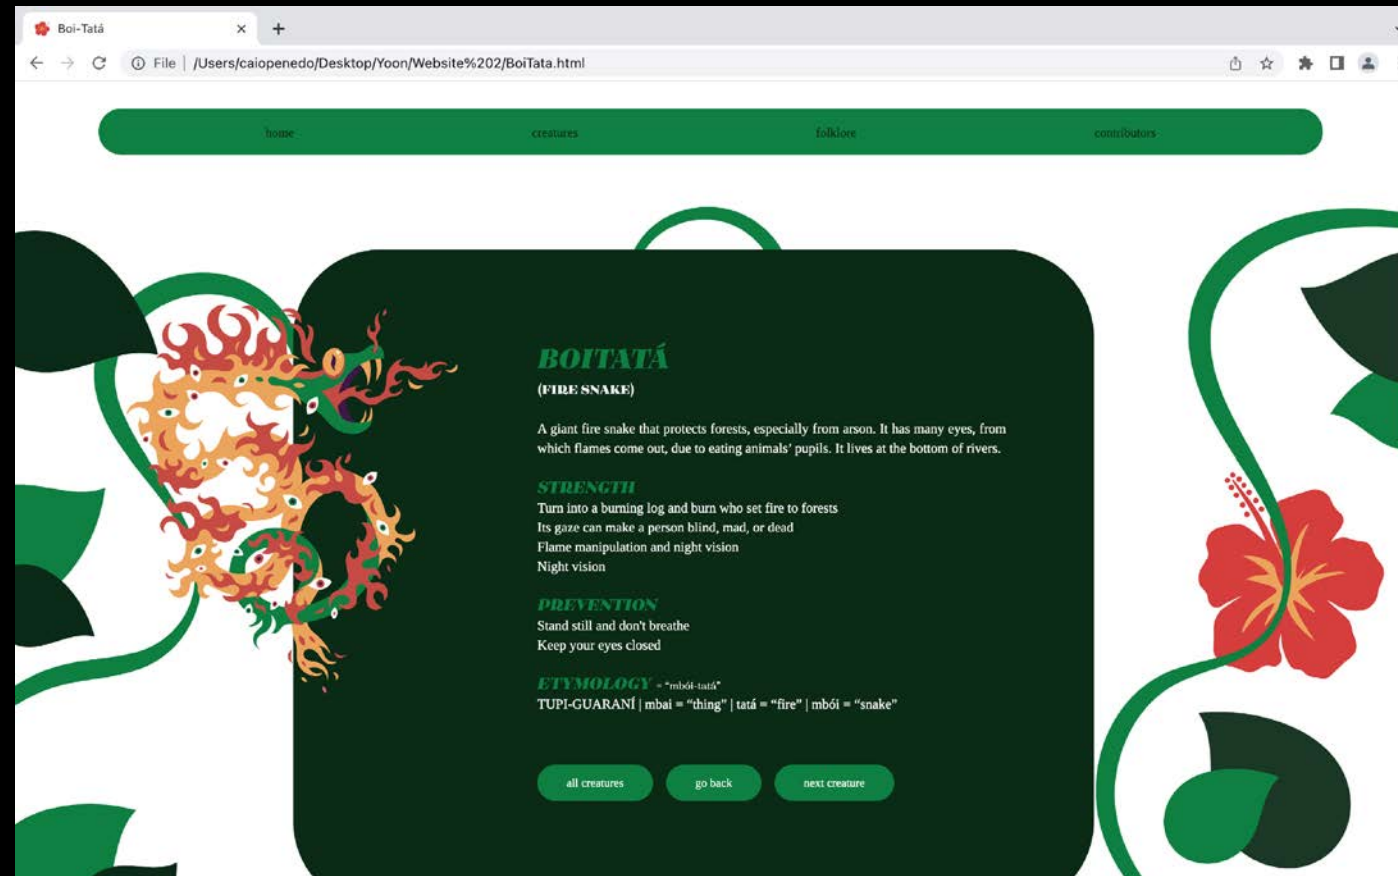 Boi-Tatá
File | /Users/caiopenedo/Desktop/Yoon/Website%202/BoiTata.html
home creatures folklore contributors
BOITATÁ
(FIRE SNAKE)
A giant fire snake that protects forests, especially from arson. It has many eyes, from
which flames come out, due to eating animals’ pupils. It lives at the bottom of rivers.
STRENGTH
Turn into a burning log and burn who set fire to forests
Its gaze can make a person blind, mad, or dead
Flame manipulation and night vision
Night vision
PREVENTION
Stand still and don't breathe
Keep your eyes closed
ETYMOLOGY = “mbói-tatá”
TUPI-GUARANÍ | mbai = “thing” | tatá = “fire” | mbói = “snake”
all creatures go back next creature